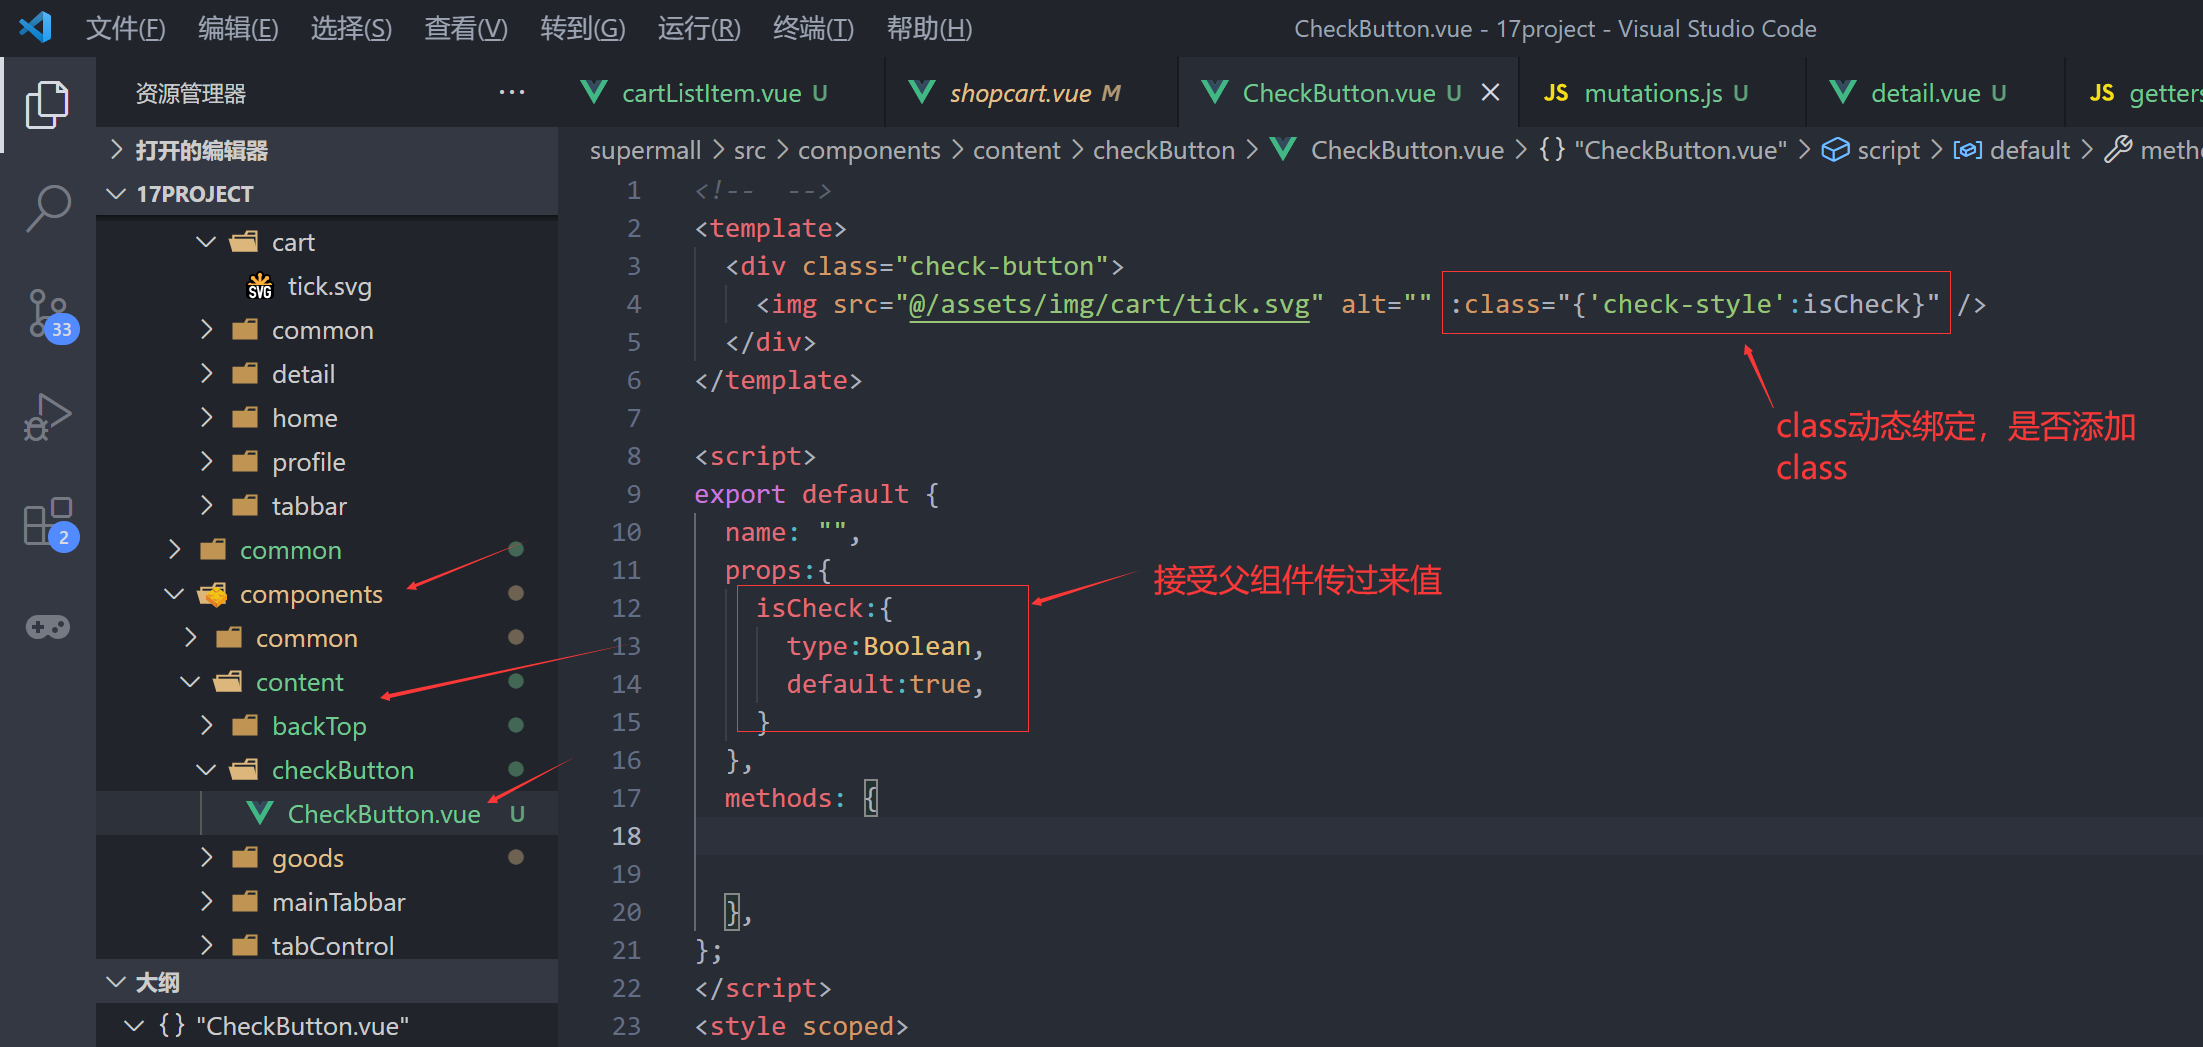 文件(F) 编辑(E) 选择(S) 查看(V) 转到(G) 运行(R) 终端(T) 帮助(H) CheckButton.vue - 17project - Visual Studio Code
资源管理器 ···
cartListItem.vue U shopcart.vue M CheckButton.vue U JS mutations.js U detail.vue U JS getters
supermall > src > components > content > checkButton > CheckButton.vue > {} "CheckButton.vue" > script > default > metho
打开的编辑器
17PROJECT
cart
SVG tick.svg
common
detail
home
profile
tabbar
common
components
common
content
backTop
checkButton
CheckButton.vue U
goods
mainTabbar
tabControl
大纲
{} "CheckButton.vue"
33
2
1 <!--  -->
2 <template>
3 <div class="check-button">
4 <img src="@/assets/img/cart/tick.svg" alt="" :class="{'check-style':isCheck}" />
5 </div>
6 </template>
7
8 <script>
9 export default {
10 name: "",
11 props:{
12 isCheck:{
13 type:Boolean,
14 default:true,
15 }
16 },
17 methods: {
18
19
20 },
21 };
22 </script>
23 <style scoped>
class动态绑定，是否添加
class
接受父组件传过来值